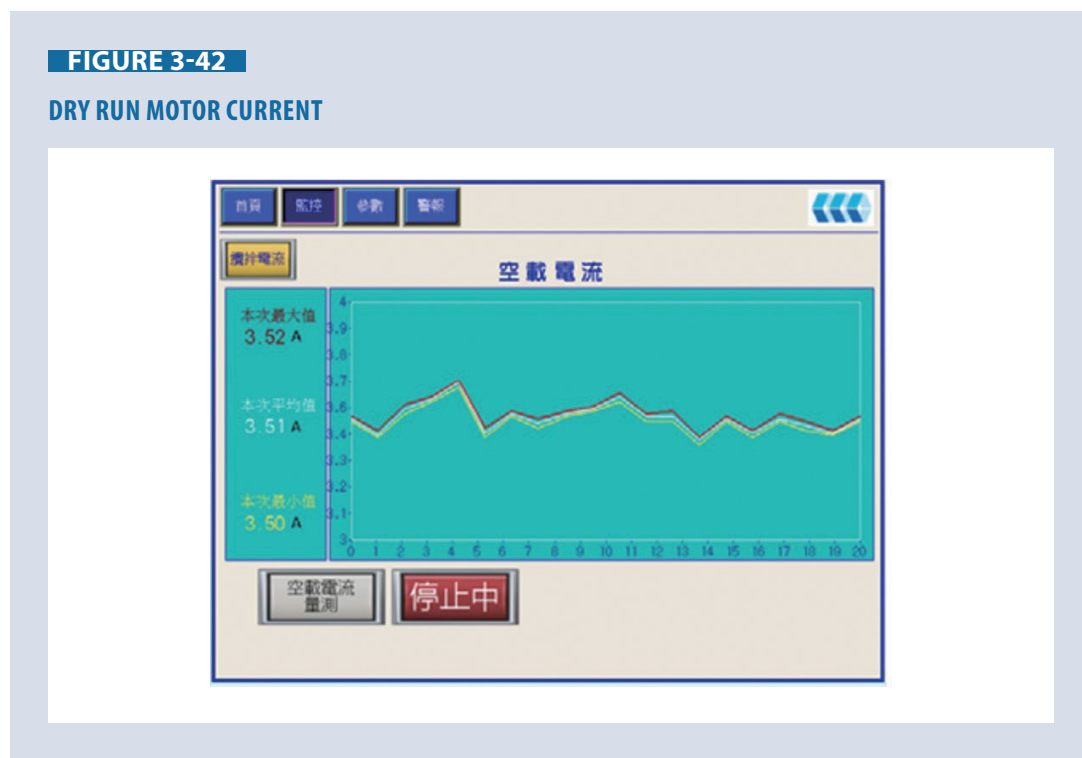 FIGURE 3-42
DRY RUN MOTOR CURRENT
首頁 監控 參數 警報
攪拌電流
空載電流
本次最大值
3.52 A
本次平均值
3.51 A
本次最小值
3.50 A
4
3.9
3.8
3.7
3.6
3.4
3.3
3.2
3.1
3
0 1 2 3 4 5 6 7 8 9 10 11 12 13 14 15 16 17 18 19 20
空載電流
量測
停止中